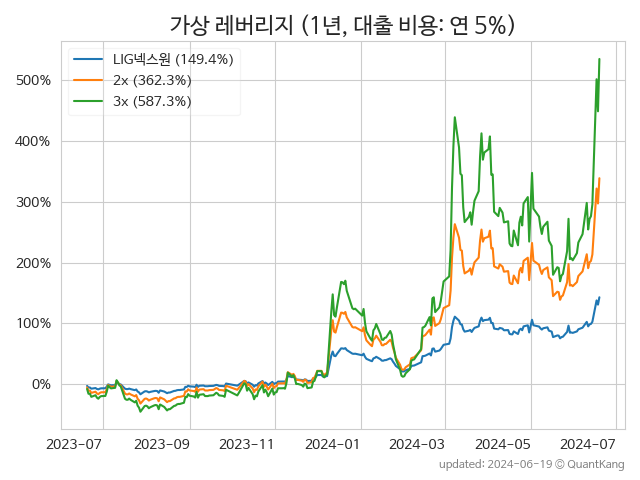 가상 레버리지 (1년, 대출 비용: 연 5%)
LIG넥스원 (149.4%)
2x (362.3%)
3x (587.3%)
500%
400%
300%
200%
100%
0%
2023-07 2023-09 2023-11 2024-01 2024-03 2024-05 2024-07
updated: 2024-06-19 © QuantKang